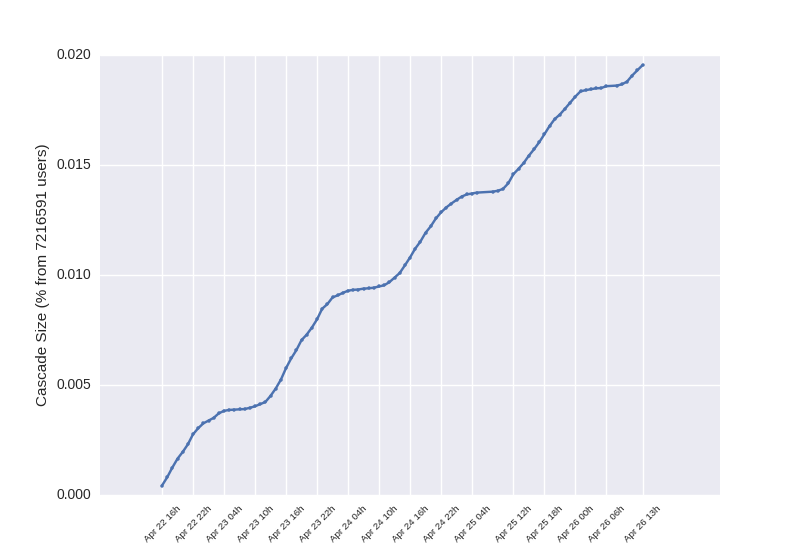 Cascade Size (% from 7216591 users)
0.020
0.015
0.010
0.005
0.000
Apr 22 16h
Apr 22 22h
Apr 23 04h
Apr 23 10h
Apr 23 16h
Apr 23 22h
Apr 24 04h
Apr 24 10h
Apr 24 16h
Apr 24 22h
Apr 25 04h
Apr 25 12h
Apr 25 18h
Apr 26 00h
Apr 26 06h
Apr 26 13h